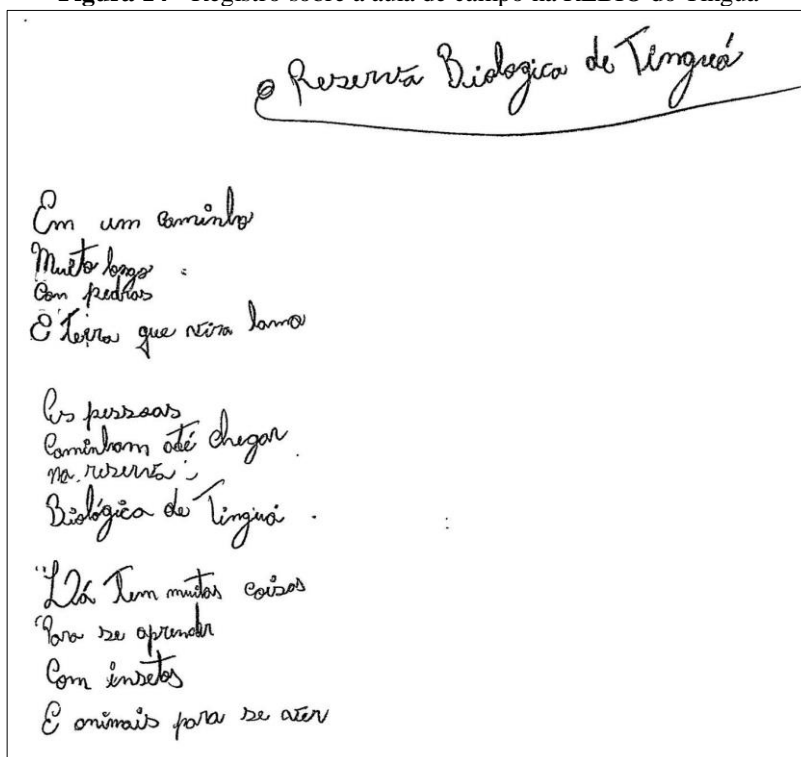 Figura 14 - Registro sobre a aula de campo na REBIO do Tinguá
Reserva Biologica de Tinguá
Em um caminho
Muito longo
Com pedras
E terra que vira lama
As pessoas
Caminham até chegar
na reserva
Biológica de Tinguá.
Lá tem muitas coisas
Para se aprender
Com insetos
E animais para se ater